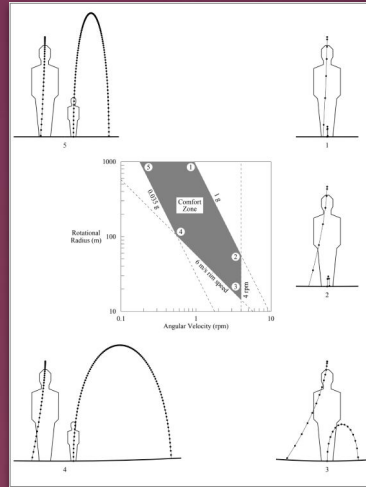 5
1
1000
5
1
0.035 g
1 g
Comfort
Zone
Rotational
Radius (m)
100
4
2
6 m/s rim speed
3
4 rpm
10
0.1
1
10
Angular Velocity (rpm)
2
4
3